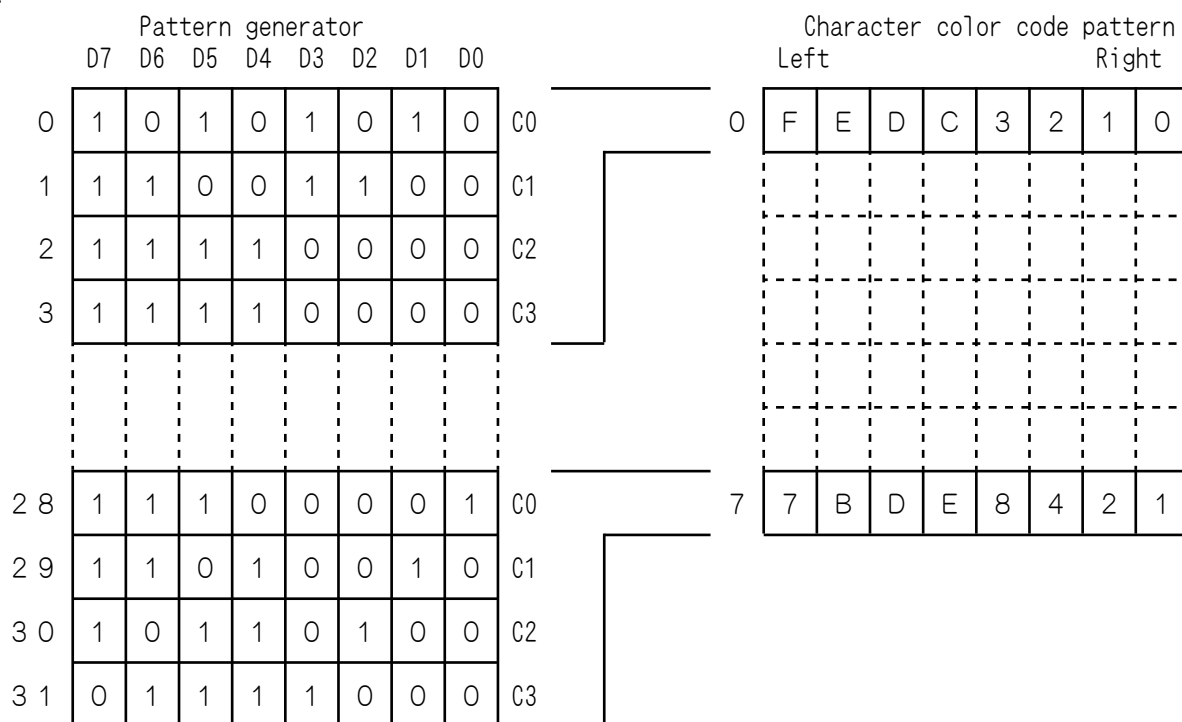 Pattern generator Character color code pattern
D7 D6 D5 D4 D3 D2 D1 D0 Left Right
0 1 0 1 0 1 0 1 0 C0 0 F E D C 3 2 1 0
1 1 1 0 0 1 1 0 0 C1
2 1 1 1 1 0 0 0 0 C2
3 1 1 1 1 0 0 0 0 C3
28 1 1 1 0 0 0 0 1 C0 7 7 B D E 8 4 2 1
29 1 1 0 1 0 0 1 0 C1
30 1 0 1 1 0 1 0 0 C2
31 0 1 1 1 1 0 0 0 C3